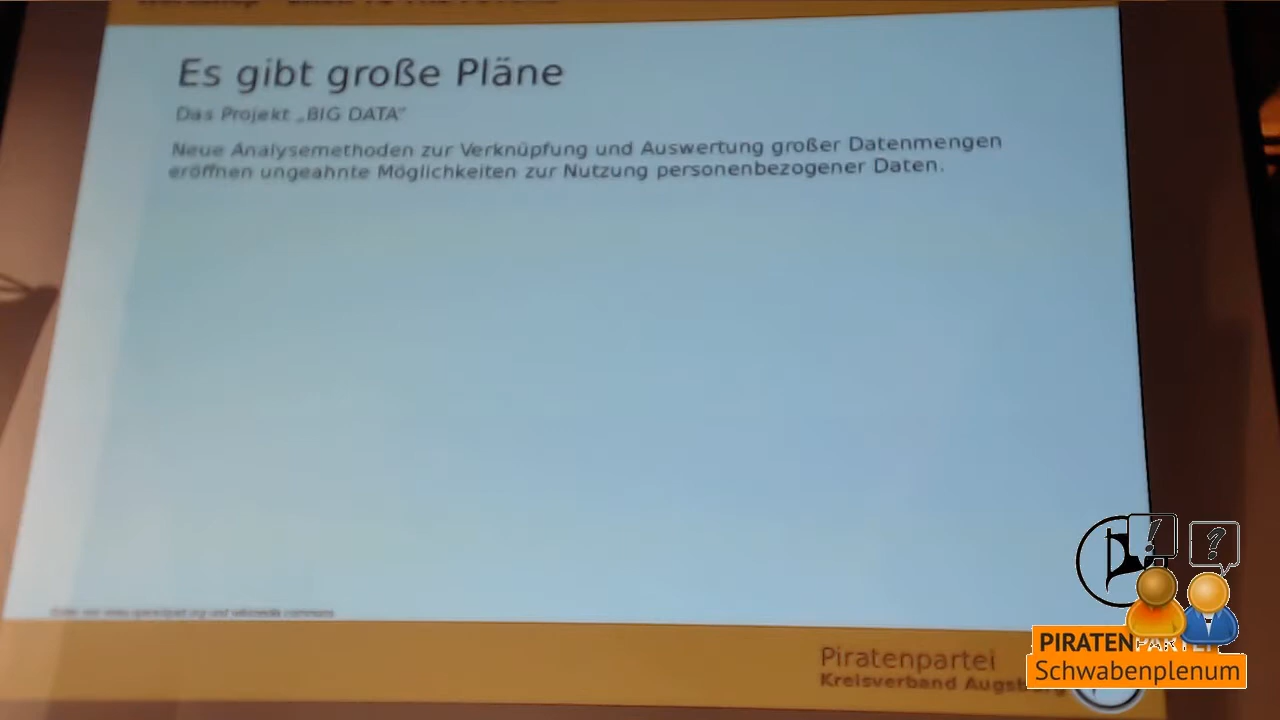 Es gibt große Pläne
Das Projekt „BIG DATA“
Neue Analysemethoden zur Verknüpfung und Auswertung großer Datenmengen
eröffnen ungeahnte Möglichkeiten zur Nutzung personenbezogener Daten.
Piratenpartei
Kreisverband Augsburg
!
?
PIRATENPARTEI
Schwabenplenum